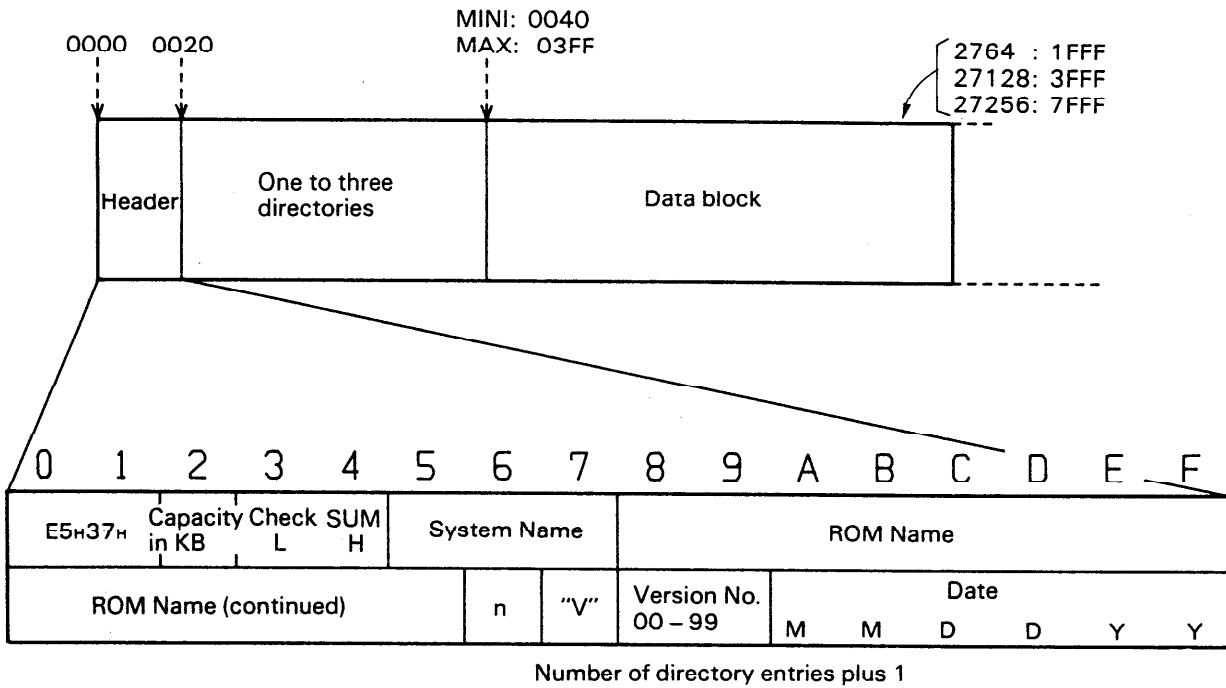 MINI: 0040
0000 0020 MAX: 03FF
2764 : 1FFF
27128: 3FFF
27256: 7FFF
Header
One to three
directories
Data block
0 1 2 3 4 5 6 7 8 9 A B C D E F
E5H37H
Capacity
in KB
Check SUM
L H
System Name
ROM Name
ROM Name (continued)
n
"V"
Version No.
00 – 99
Date
M M D D Y Y
Number of directory entries plus 1